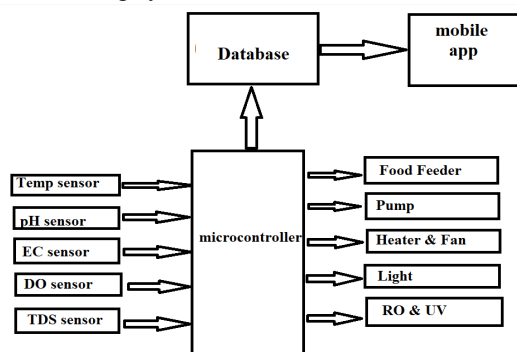 Database
mobile
app
Temp sensor
pH sensor
EC sensor
DO sensor
TDS sensor
microcontroller
Food Feeder
Pump
Heater & Fan
Light
RO & UV